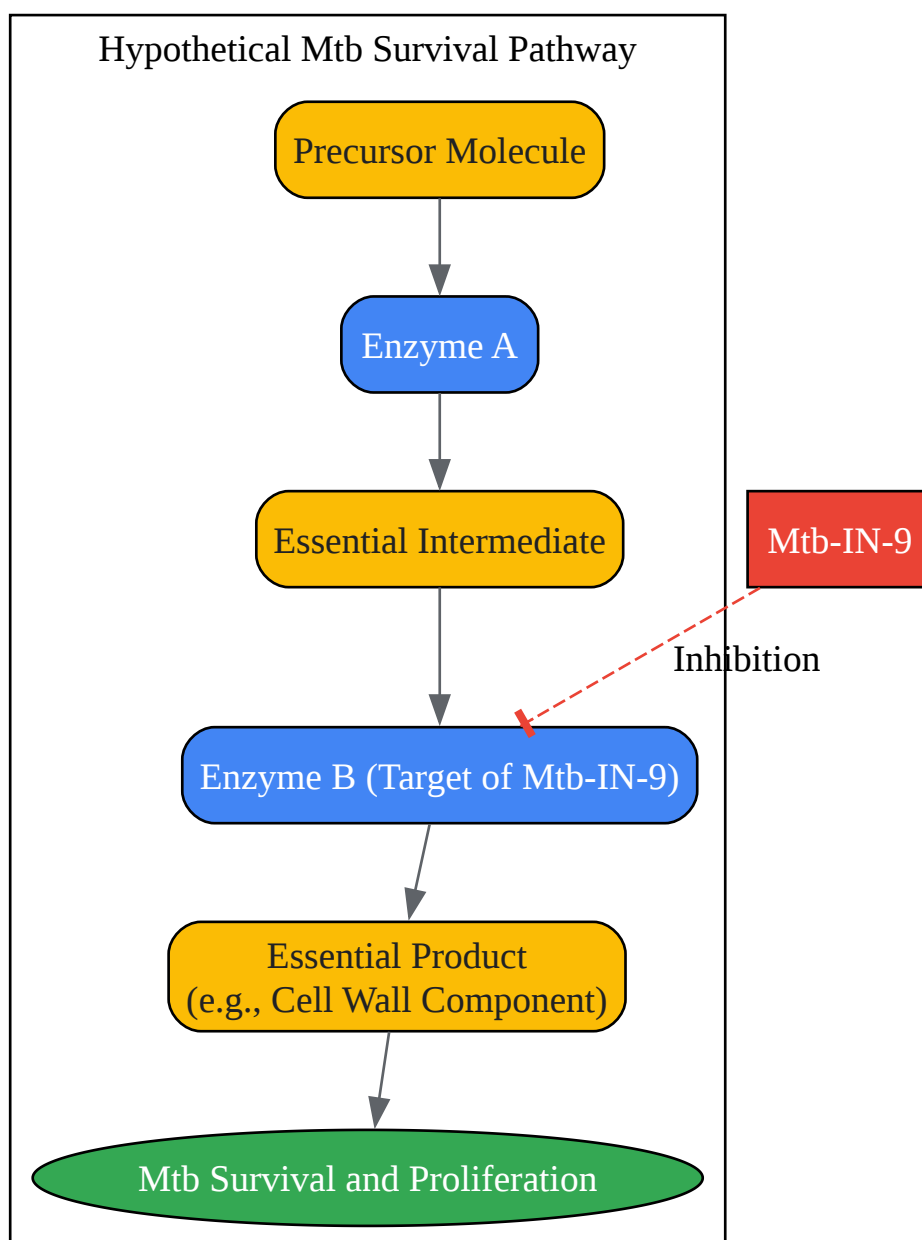 Hypothetical Mtb Survival Pathway
Precursor Molecule
Enzyme A
Essential Intermediate
Mtb-IN-9
Inhibition
Enzyme B (Target of Mtb-IN-9)
Essential Product
(e.g., Cell Wall Component)
Mtb Survival and Proliferation